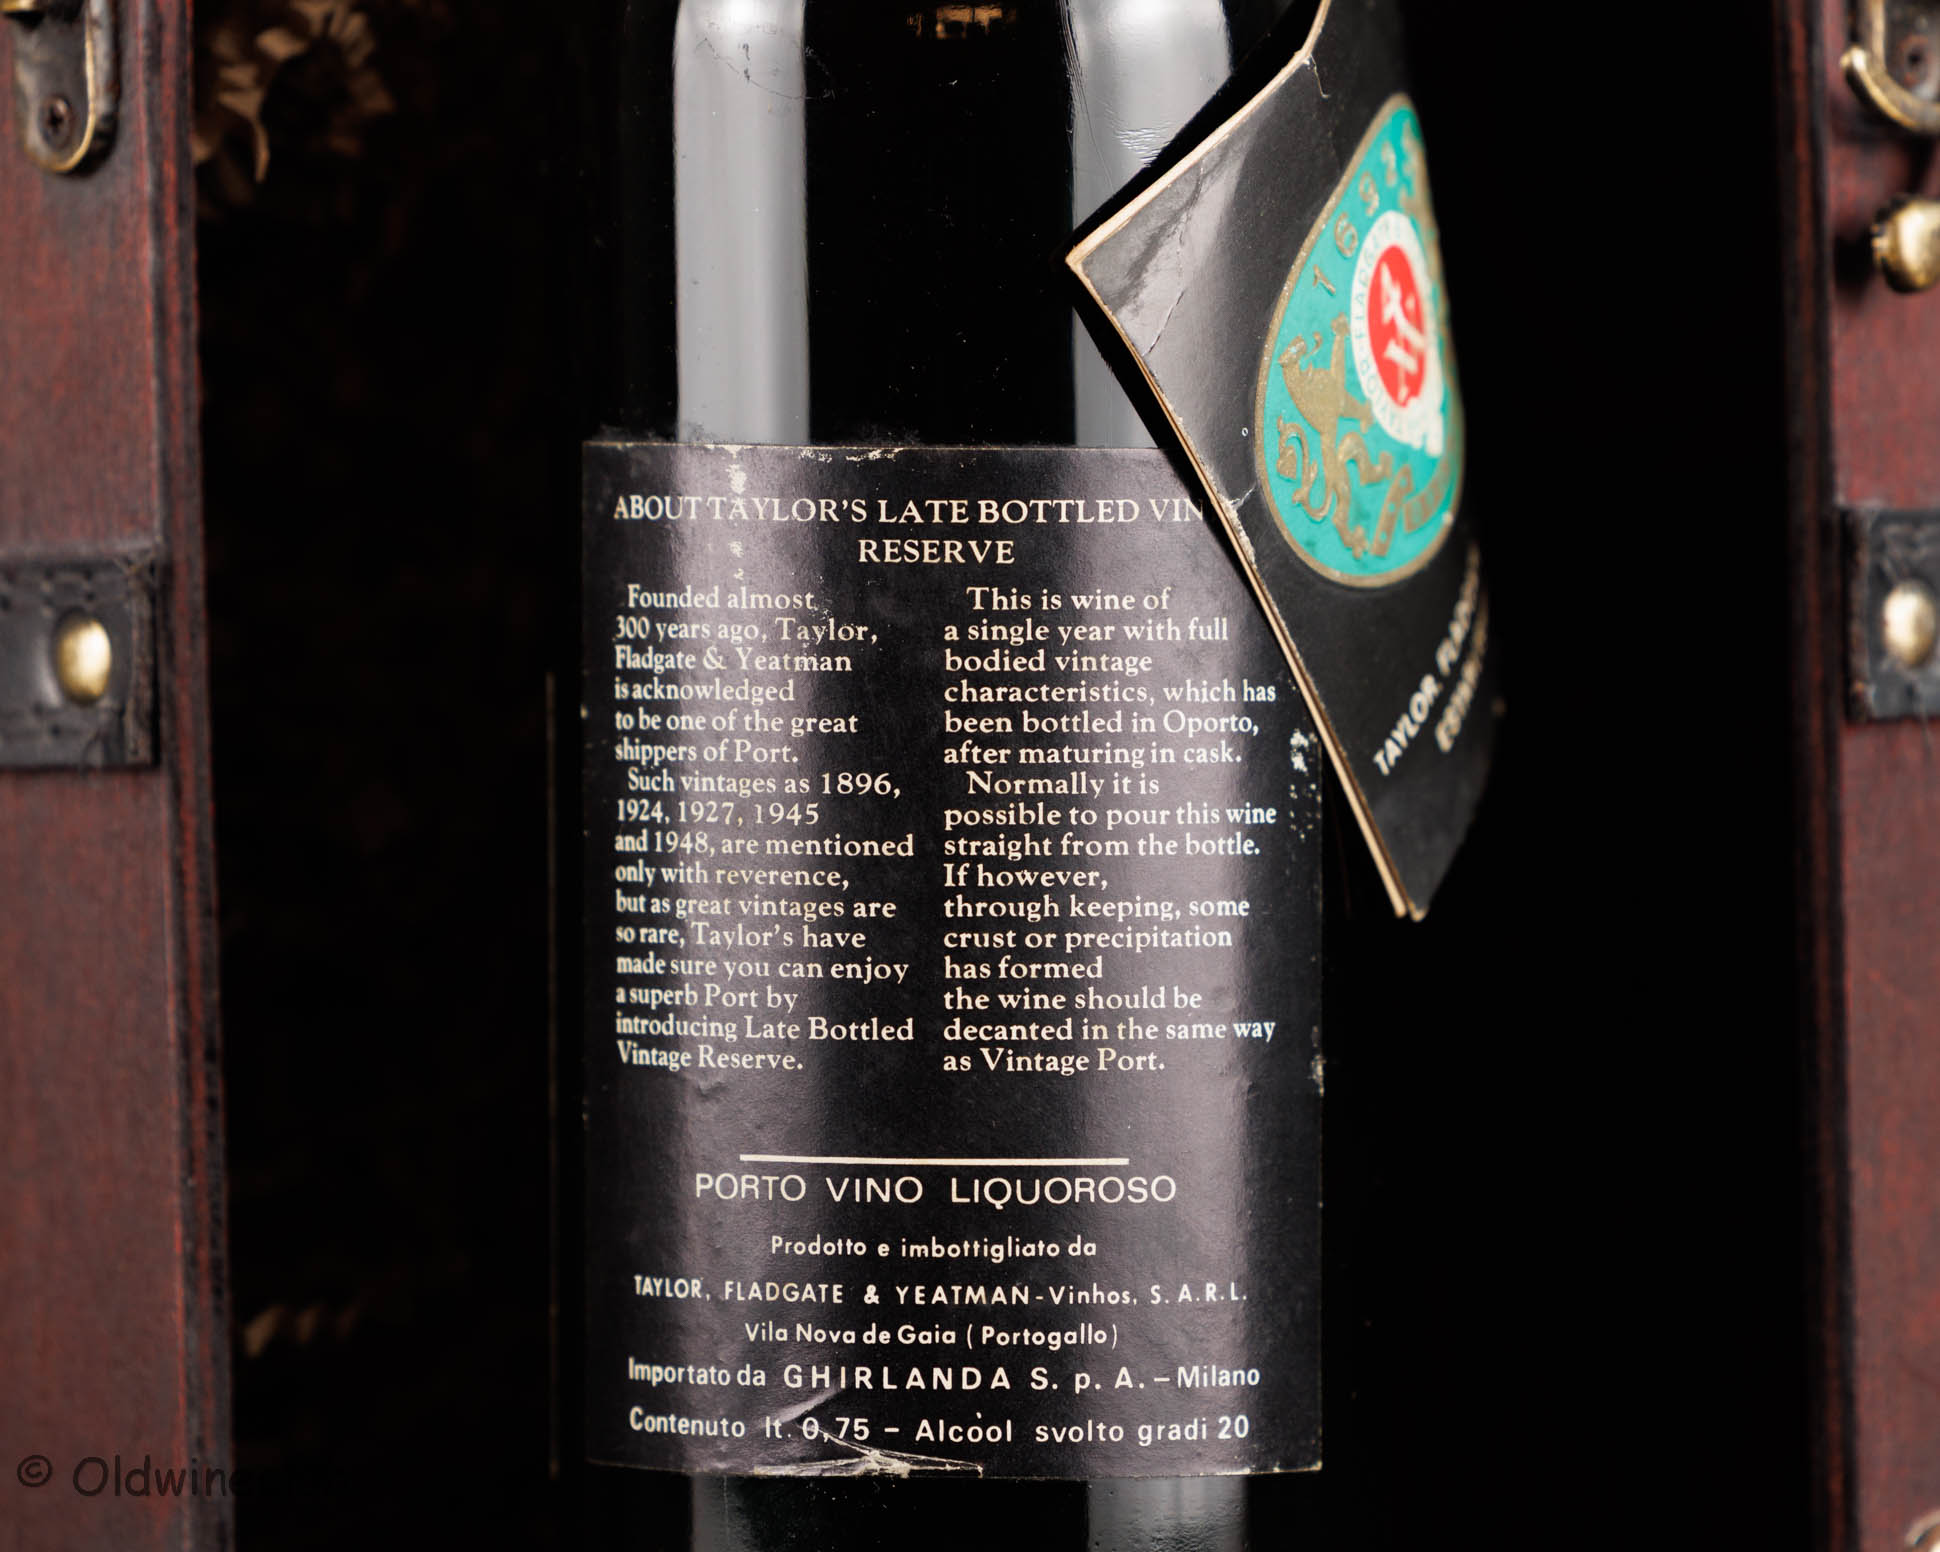 1692
ABOUT TAYLOR'S LATE BOTTLED VIN
RESERVE
Founded almost
300 years ago, Taylor,
Fladgate & Yeatman
is acknowledged
to be one of the great
shippers of Port.
Such vintages as 1896,
1924, 1927, 1945
and 1948, are mentioned
only with reverence,
but as great vintages are
so rare, Taylor's have
made sure you can enjoy
a superb Port by
introducing Late Bottled
Vintage Reserve.
This is wine of
a single year with full
bodied vintage
characteristics, which has
been bottled in Oporto,
after maturing in cask.
Normally it is
possible to pour this wine
straight from the bottle.
If however,
through keeping, some
crust or precipitation
has formed
the wine should be
decanted in the same way
as Vintage Port.
PORTO VINO LIQUOROSO
Prodotto e imbottigliato da
TAYLOR, FLADGATE & YEATMAN-Vinhos, S.A.R.L.
Vila Nova de Gaia (Portogallo)
Importato da GHIRLANDA S. p. A. – Milano
Contenuto lt. 0,75 – Alcòol svolto gradi 20
TAYLOR, FLADG
© Oldwine